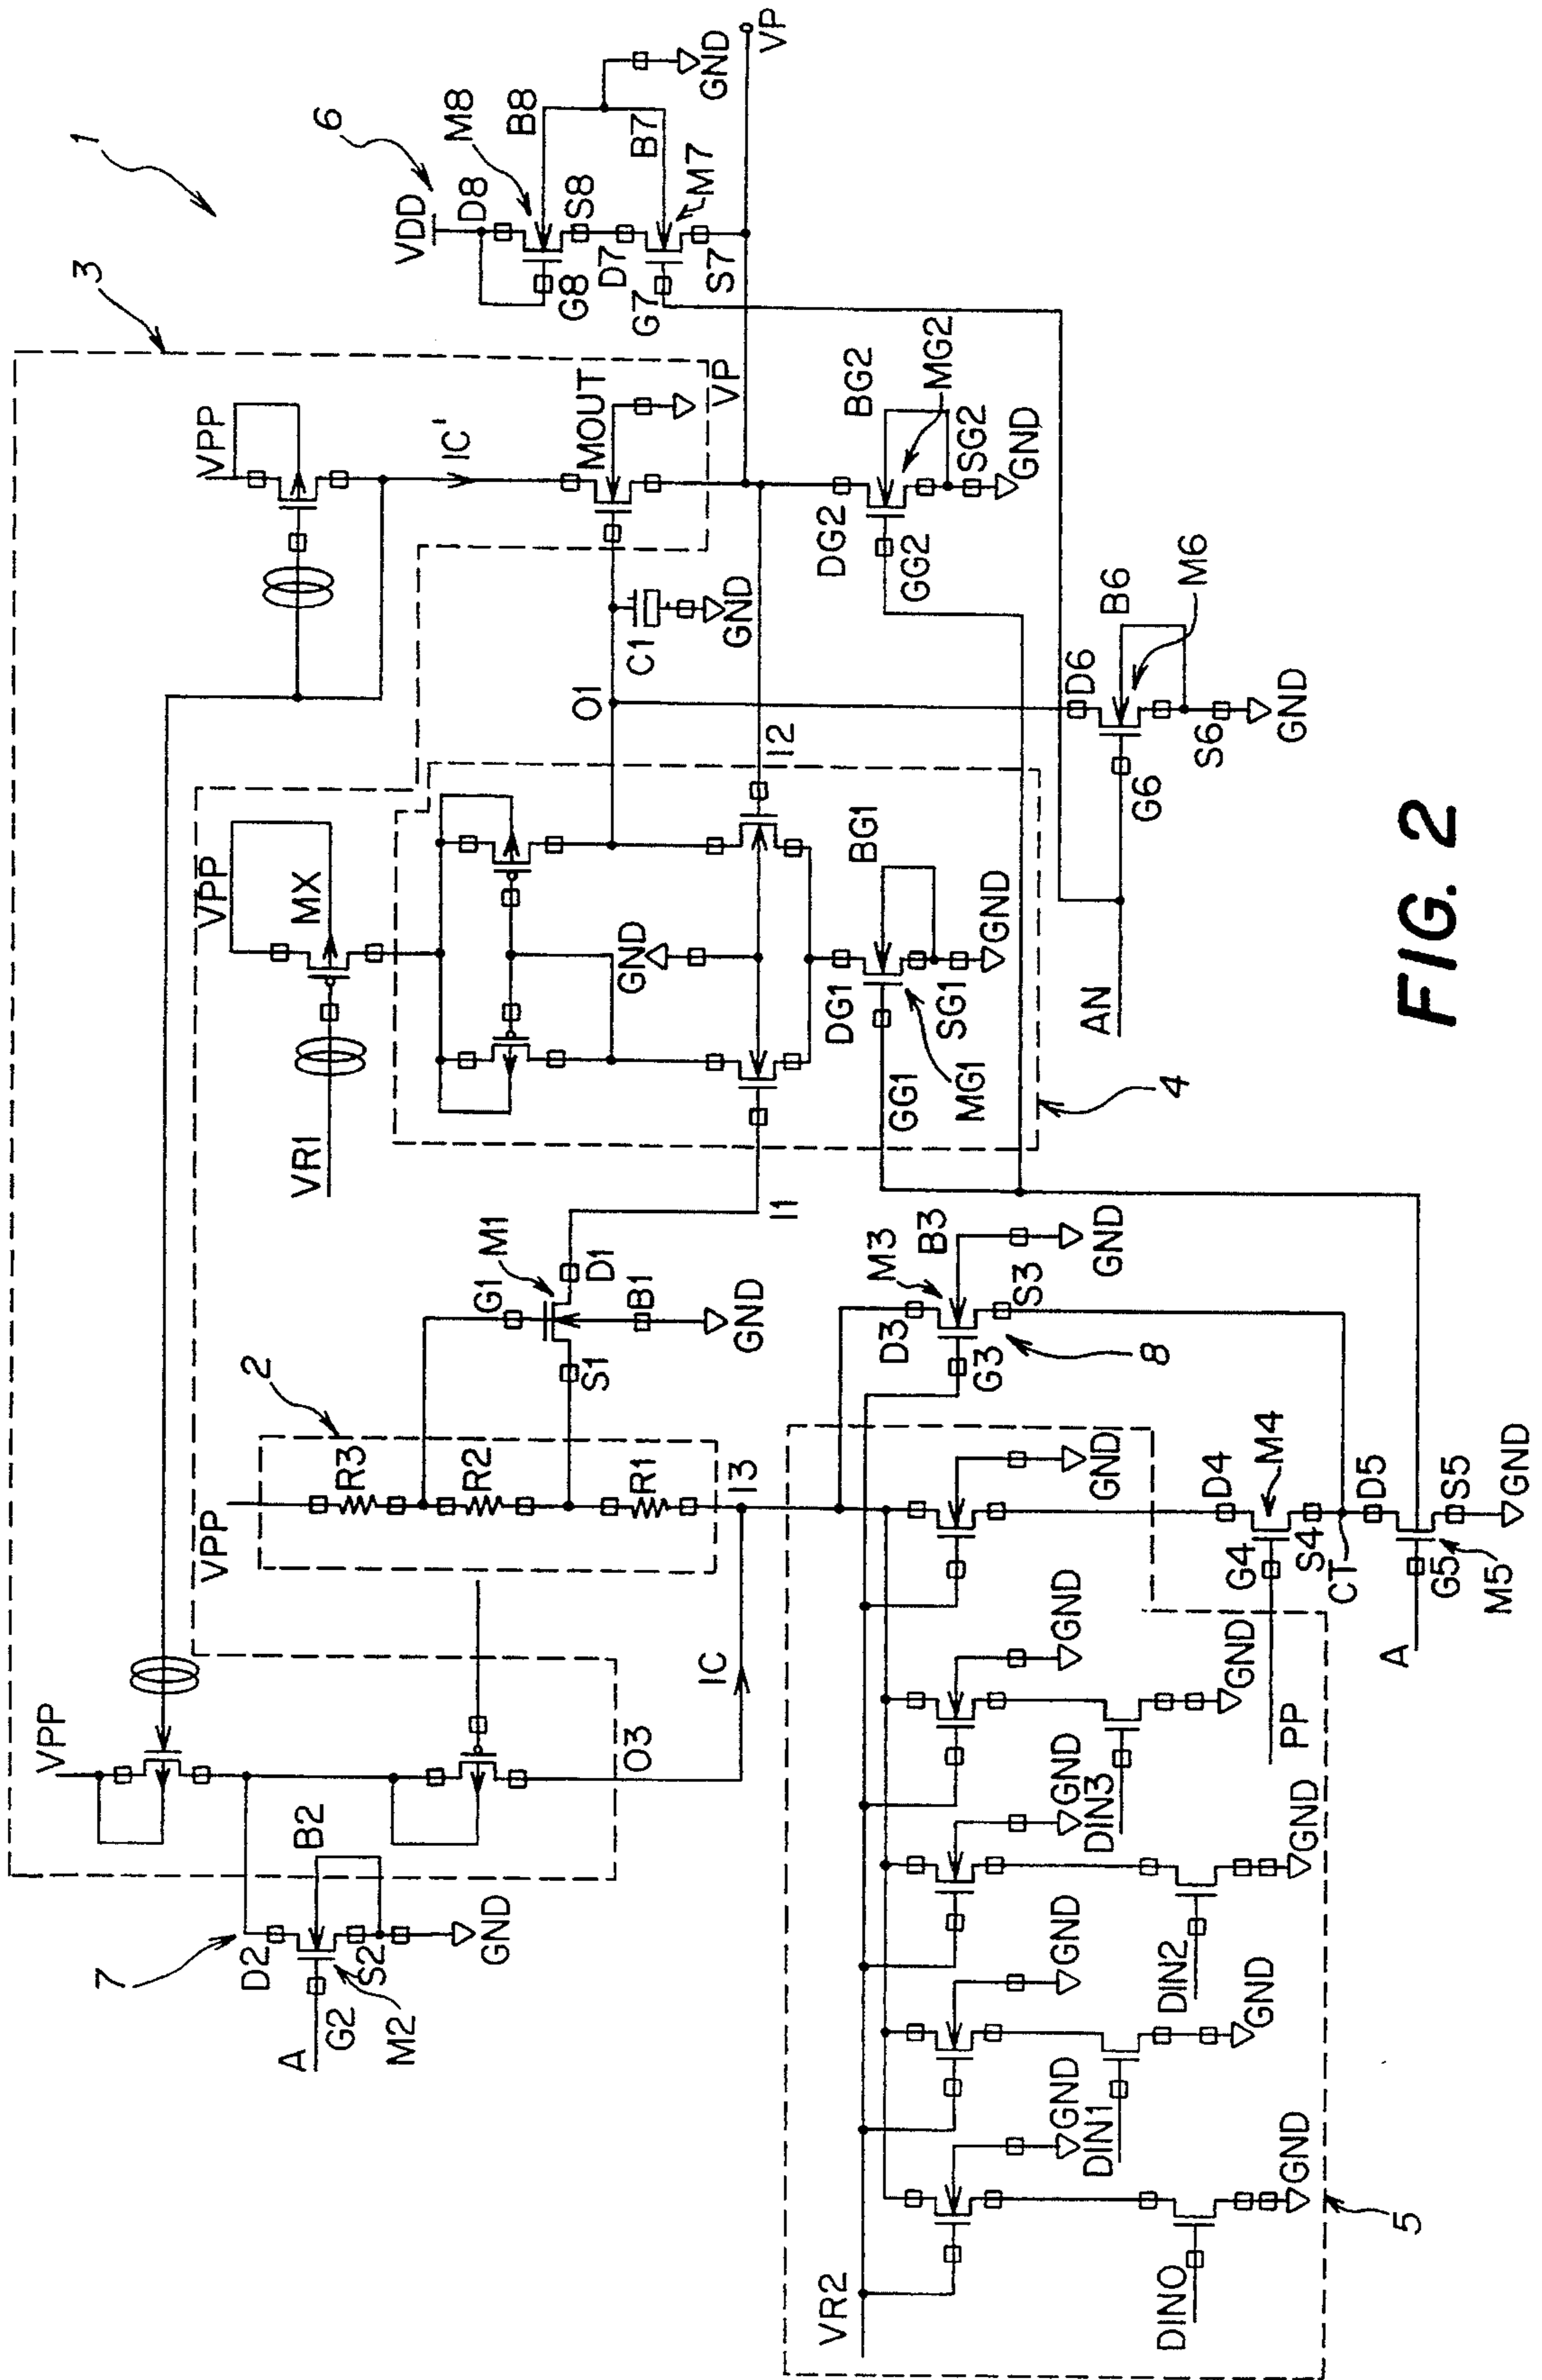 1
3
6
VDD
D8
M8
B8
GND
G8
S8
D7
B7
M7
G7
S7
VP
VPP
IC'
MOUT
VP
DG2
BG2
MG2
GG2
SG2
GND
C1
GND
O1
I2
D6
B6
M6
G6
S6
GND
AN
VPP
MX
VR1
GND
DG1
BG1
GG1
SG1
GND
MG1
4
G1
M1
D1
S1
B1
GND
I1
2
VPP
R3
R2
R1
I3
IC
O3
VPP
7
D2
B2
A
G2
S2
M2
GND
M3
D3
B3
G3
S3
GND
8
GND
D4
M4
G4
S4
CT
PP
D5
G5
S5
A
M5
GND
GND
DIN3
GND
GND
DIN2
GND
GND
DIN1
GND
GND
DIN0
GND
VR2
5
FIG. 2